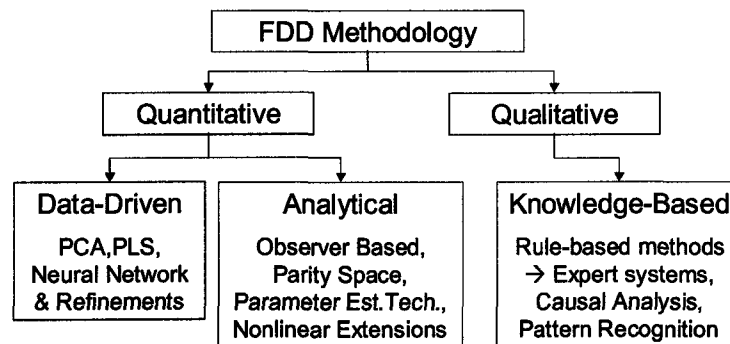 FDD Methodology
Quantitative
Qualitative
Data-Driven
PCA,PLS,
Neural Network
& Refinements
Analytical
Observer Based,
Parity Space,
Parameter Est.Tech.,
Nonlinear Extensions
Knowledge-Based
Rule-based methods
→ Expert systems,
Causal Analysis,
Pattern Recognition